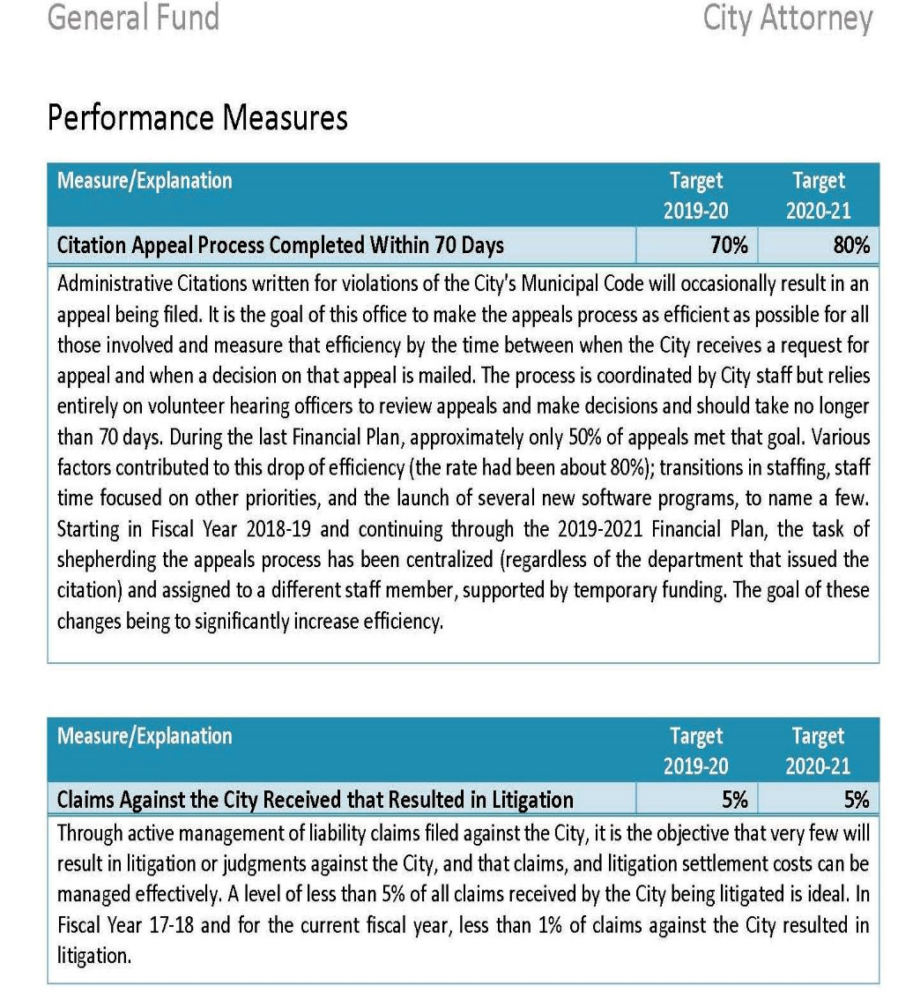 General Fund City Attorney
Performance Measures
Measure/Explanation Target Target
2019-20 2020-21
Citation Appeal Process Completed Within 70 Days 70% 80%
Administrative Citations written for violations of the City's Municipal Code will occasionally result in an
appeal being filed. It is the goal of this office to make the appeals process as efficient as possible for all
those involved and measure that efficiency by the time between when the City receives a request for
appeal and when a decision on that appeal is mailed. The process is coordinated by City staff but relies
entirely on volunteer hearing officers to review appeals and make decisions and should take no longer
than 70 days. During the last Financial Plan, approximately only 50% of appeals met that goal. Various
factors contributed to this drop of efficiency (the rate had been about 80%); transitions in staffing, staff
time focused on other priorities, and the launch of several new software programs, to name a few.
Starting in Fiscal Year 2018-19 and continuing through the 2019-2021 Financial Plan, the task of
shepherding the appeals process has been centralized (regardless of the department that issued the
citation) and assigned to a different staff member, supported by temporary funding. The goal of these
changes being to significantly increase efficiency.
Measure/Explanation Target Target
2019-20 2020-21
Claims Against the City Received that Resulted in Litigation 5% 5%
Through active management of liability claims filed against the City, it is the objective that very few will
result in litigation or judgments against the City, and that claims, and litigation settlement costs can be
managed effectively. A level of less than 5% of all claims received by the City being litigated is ideal. In
Fiscal Year 17-18 and for the current fiscal year, less than 1% of claims against the City resulted in
litigation.